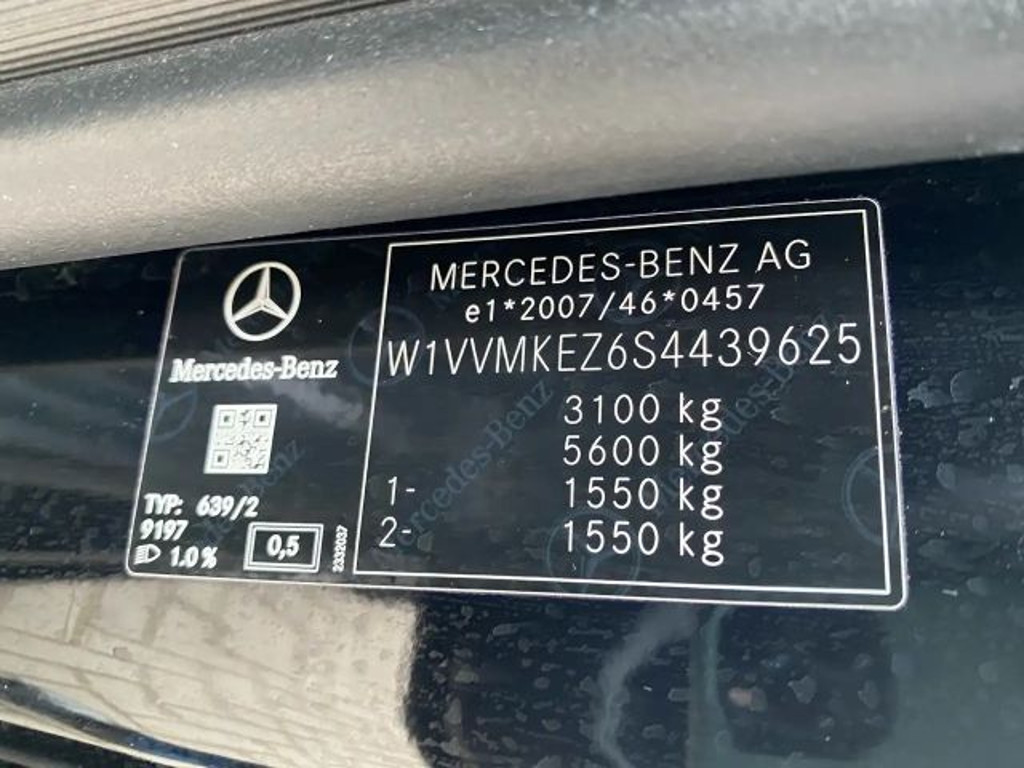 Mercedes-Benz
TYP: 639/2
9197
1.0 %
0,5
2332037
MERCEDES-BENZ AG
e1*2007/46*0457
W1VVMKEZ6S4439625
3100 kg
5600 kg
1- 1550 kg
2- 1550 kg